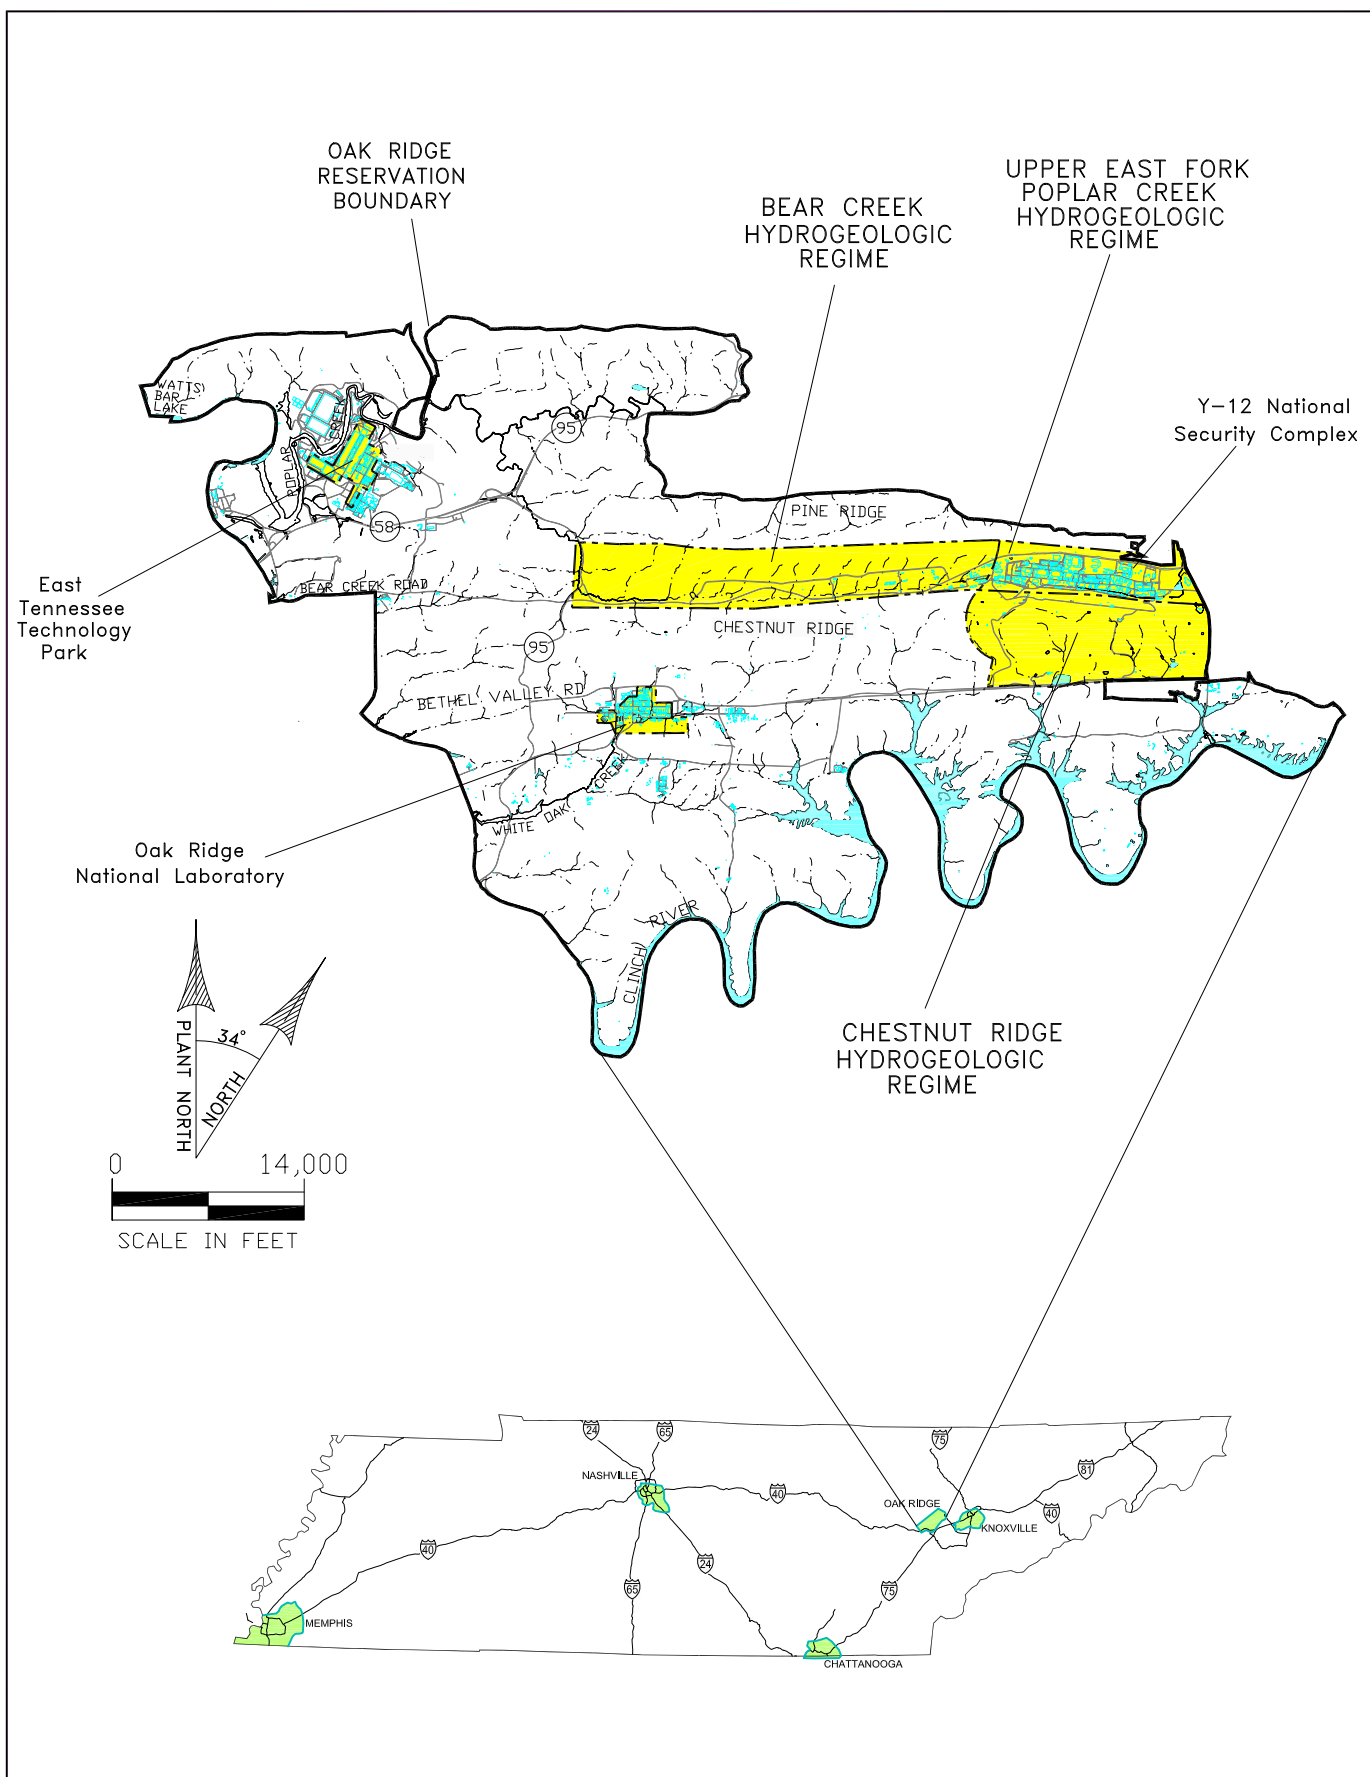 OAK RIDGE
RESERVATION
BOUNDARY
BEAR CREEK
HYDROGEOLOGIC
REGIME
UPPER EAST FORK
POPLAR CREEK
HYDROGEOLOGIC
REGIME
Y-12 National
Security Complex
WATTS
BAR
LAKE
POPLAR
CREEK
95
58
PINE RIDGE
BEAR CREEK ROAD
East
Tennessee
Technology
Park
CHESTNUT RIDGE
95
BETHEL VALLEY RD
WHITE OAK
CREEK
Oak Ridge
National Laboratory
CLINCH
RIVER
CHESTNUT RIDGE
HYDROGEOLOGIC
REGIME
34°
PLANT NORTH
NORTH
0 14,000
SCALE IN FEET
24
65
75
81
NASHVILLE
40
OAK RIDGE
KNOXVILLE
40
40
24
65
75
MEMPHIS
CHATTANOOGA